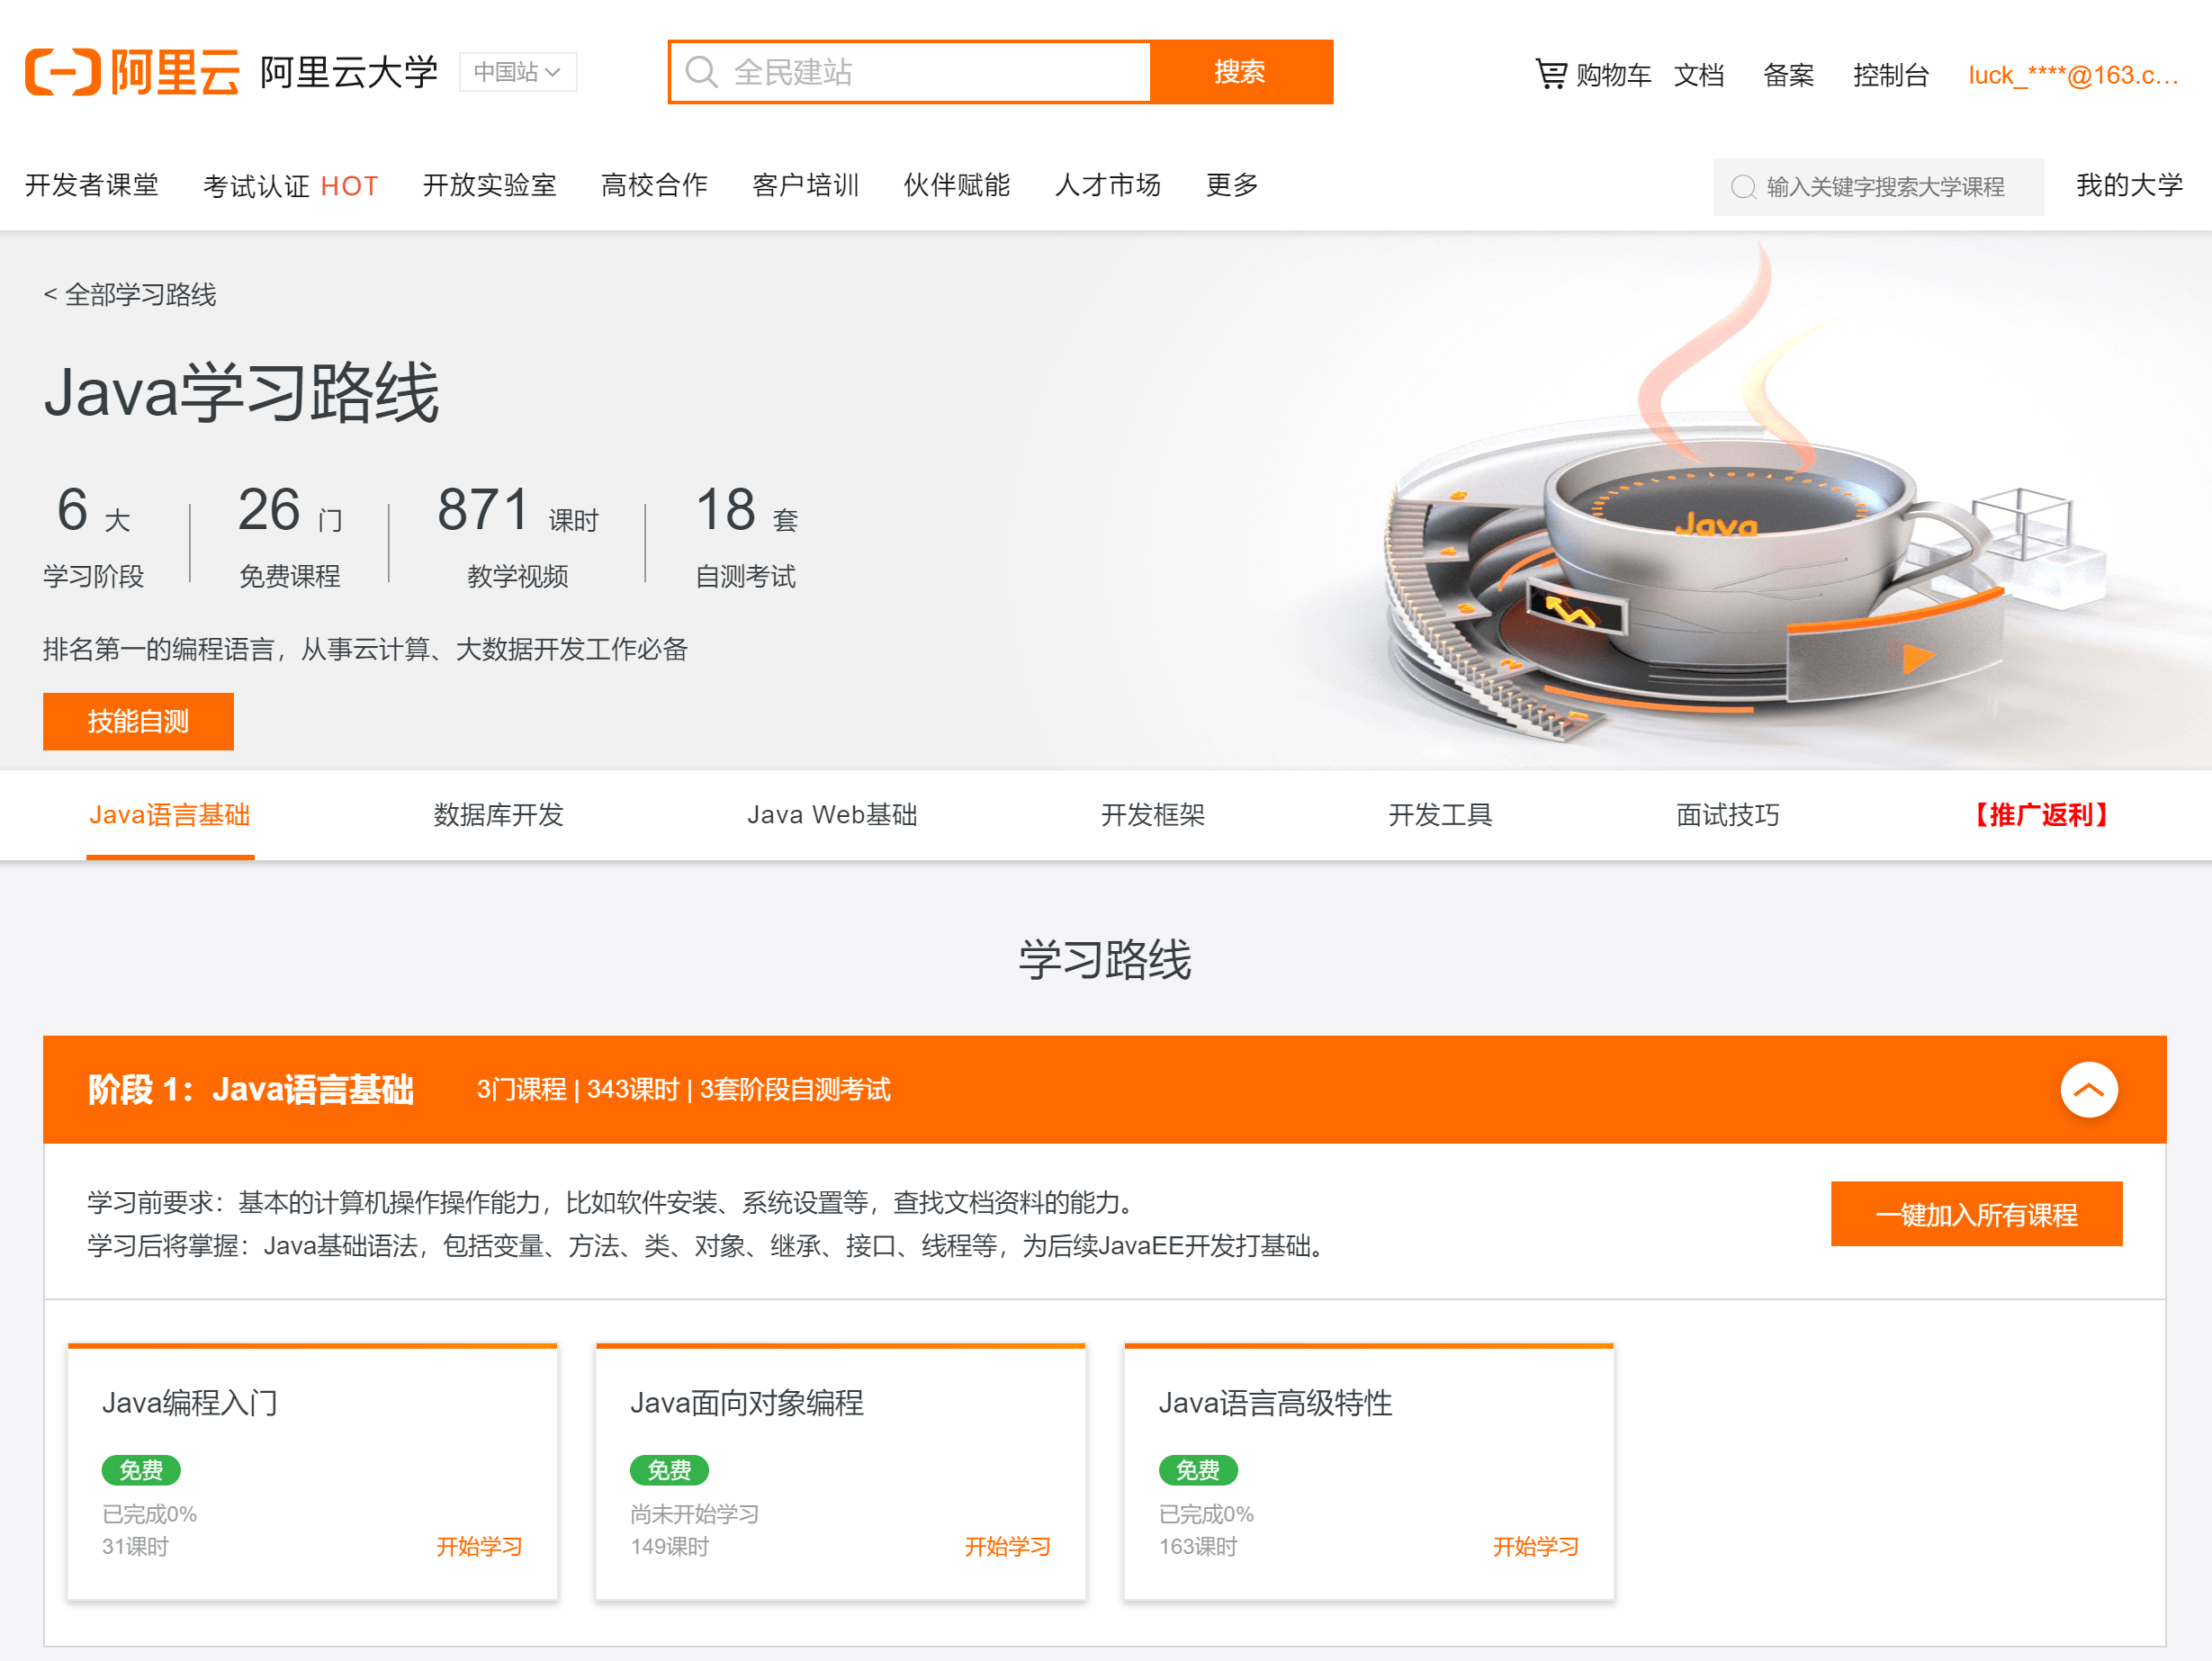 阿里云 阿里云大学 中国站 全民建站 搜索 购物车 文档 备案 控制台 luck_****@163.c...
开发者课堂 考试认证 HOT 开放实验室 高校合作 客户培训 伙伴赋能 人才市场 更多 输入关键字搜索大学课程 我的大学
< 全部学习路线
Java学习路线
6 大 26 门 871 课时 18 套
学习阶段 免费课程 教学视频 自测考试
排名第一的编程语言，从事云计算、大数据开发工作必备
技能自测
Java
Java语言基础 数据库开发 Java Web基础 开发框架 开发工具 面试技巧 【推广返利】
学习路线
阶段 1：Java语言基础 3门课程 | 343课时 | 3套阶段自测考试
学习前要求：基本的计算机操作操作能力，比如软件安装、系统设置等，查找文档资料的能力。
一键加入所有课程
学习后将掌握：Java基础语法，包括变量、方法、类、对象、继承、接口、线程等，为后续JavaEE开发打基础。
Java编程入门
免费
已完成0%
31课时 开始学习
Java面向对象编程
免费
尚未开始学习
149课时 开始学习
Java语言高级特性
免费
已完成0%
163课时 开始学习